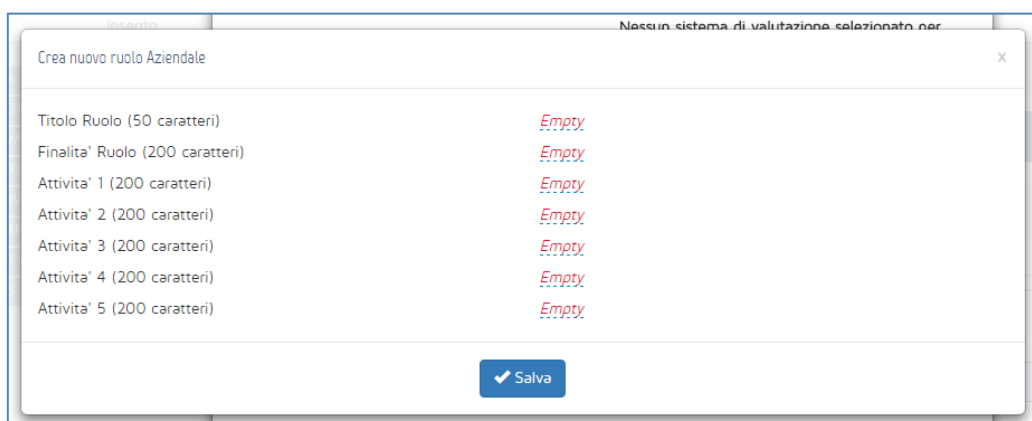 inserito
Nessun sistema di valutazione selezionato per
Crea nuovo ruolo Aziendale x
Titolo Ruolo (50 caratteri) Empty
Finalita' Ruolo (200 caratteri) Empty
Attivita' 1 (200 caratteri) Empty
Attivita' 2 (200 caratteri) Empty
Attivita' 3 (200 caratteri) Empty
Attivita' 4 (200 caratteri) Empty
Attivita' 5 (200 caratteri) Empty
Salva